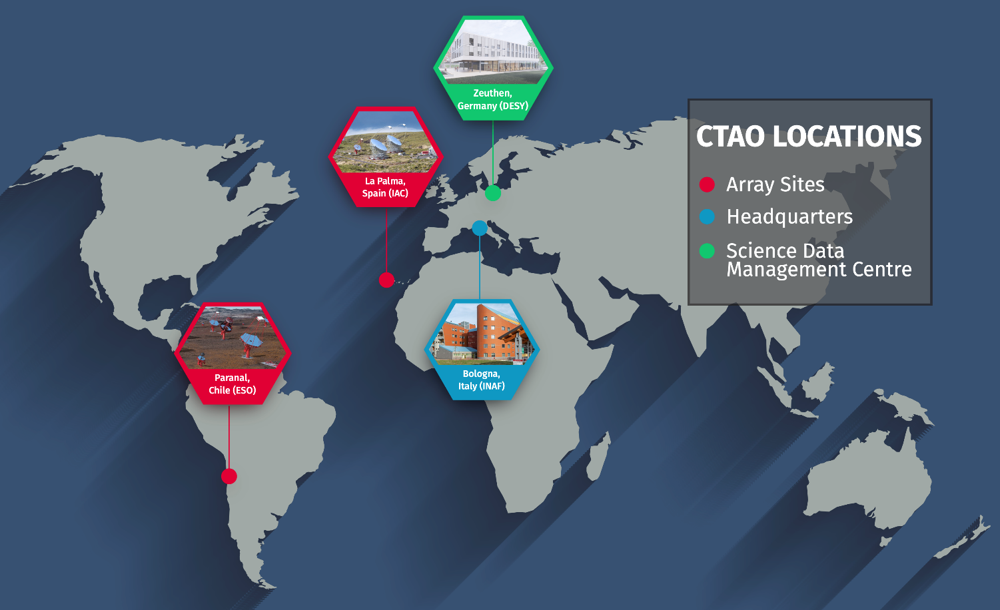 Zeuthen,
Germany (DESY)
La Palma,
Spain (IAC)
CTAO LOCATIONS
Array Sites
Headquarters
Science Data
Management Centre
Paranal,
Chile (ESO)
Bologna,
Italy (INAF)